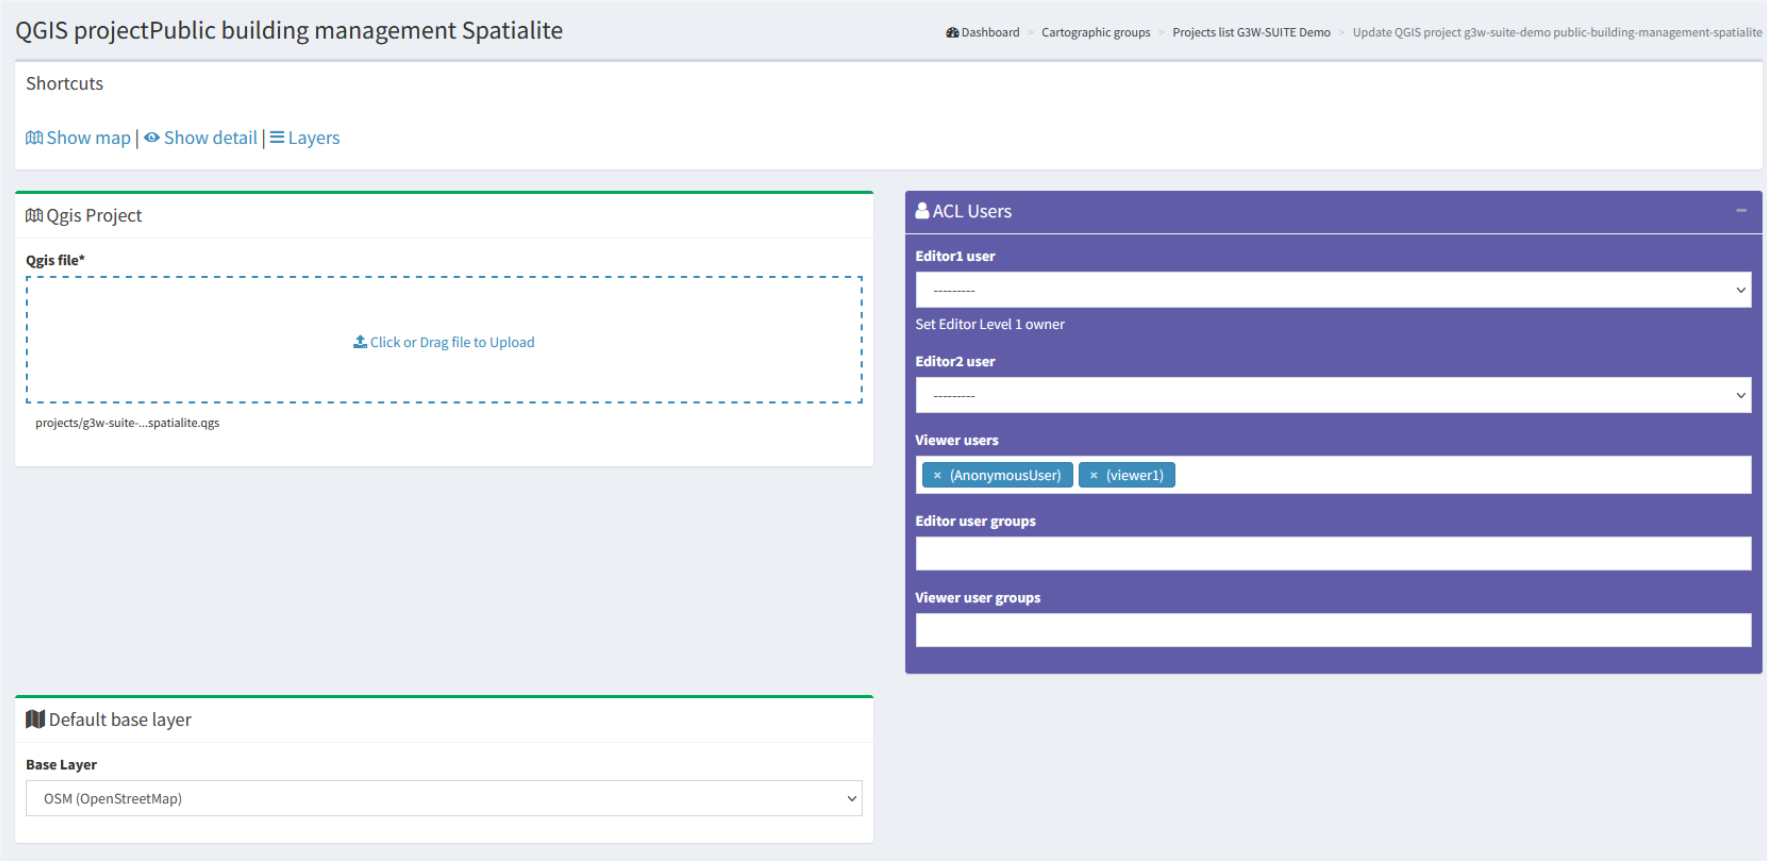 QGIS projectPublic building management Spatialite
Dashboard > Cartographic groups > Projects list G3W-SUITE Demo > Update QGIS project g3w-suite-demo public-building-management-spatialite
Shortcuts
Show map | Show detail | Layers
Qgis Project
Qgis file*
Click or Drag file to Upload
projects/g3w-suite-...spatialite.qgs
ACL Users
Editor1 user
---------
Set Editor Level 1 owner
Editor2 user
---------
Viewer users
× (AnonymousUser) × (viewer1)
Editor user groups
Viewer user groups
Default base layer
Base Layer
OSM (OpenStreetMap)